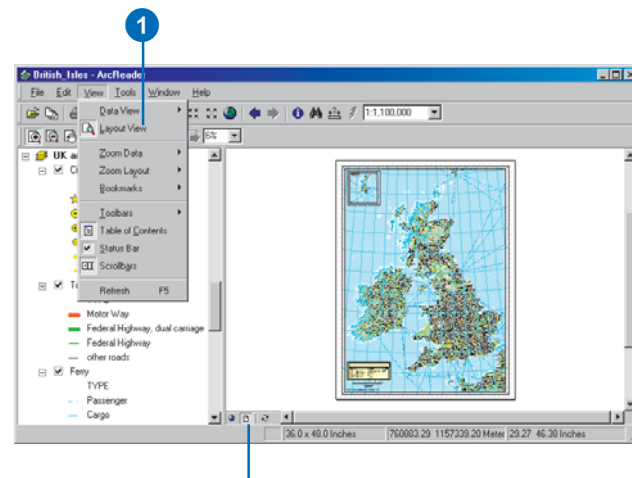 1
British_Isles - ArcReader
File Edit View Tools Window Help
1:1,100,000
6%
Data View
Layout View
Zoom Data
Zoom Layout
Bookmarks
Toolbars
Table of Contents
Status Bar
Scrollbars
Refresh F5
UK a
Motor Way
Federal Highway, dual carriage
Federal Highway
other roads
Ferry
TYPE
Passenger
Cargo
36.0 x 48.0 Inches 760083.29 1157339.20 Meter 29.27 46.38 Inches